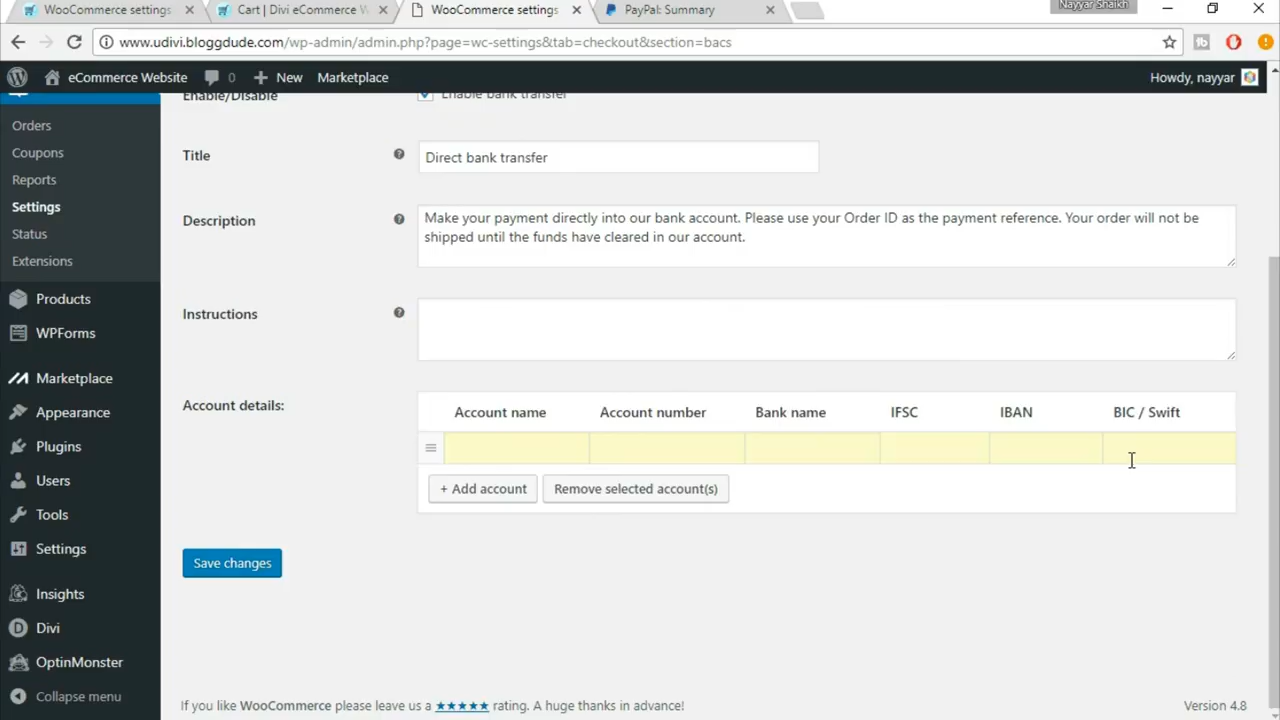 WooCommerce settings
Cart | Divi eCommerce W
WooCommerce settings
PayPal: Summary
Nayyar Shaikh
www.udivi.bloggdude.com/wp-admin/admin.php?page=wc-settings&tab=checkout&section=bacs
eCommerce Website
0
New
Marketplace
Howdy, nayyar
Orders
Coupons
Reports
Settings
Status
Extensions
Products
WPForms
Marketplace
Appearance
Plugins
Users
Tools
Settings
Insights
Divi
OptinMonster
Collapse menu
Enable/Disable
Enable bank transfer
Title
Direct bank transfer
Description
Make your payment directly into our bank account. Please use your Order ID as the payment reference. Your order will not be
shipped until the funds have cleared in our account.
Instructions
Account details:
Account name Account number Bank name IFSC IBAN BIC / Swift
+ Add account
Remove selected account(s)
Save changes
If you like WooCommerce please leave us a ★★★★★ rating. A huge thanks in advance!
Version 4.8